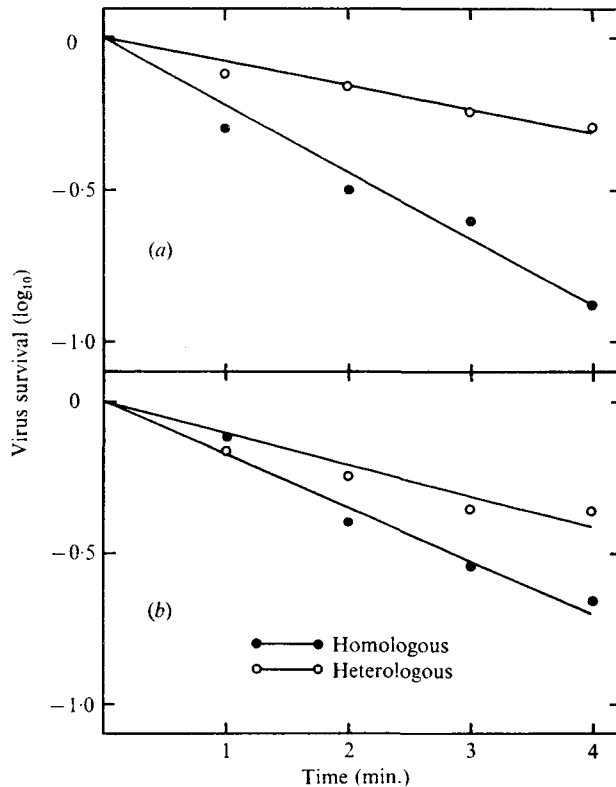 0
−0·5
(a)
−1·0
0
−0·5
(b)
Homologous
Heterologous
−1·0
1 2 3 4
Time (min.)
Virus survival (log₁₀)